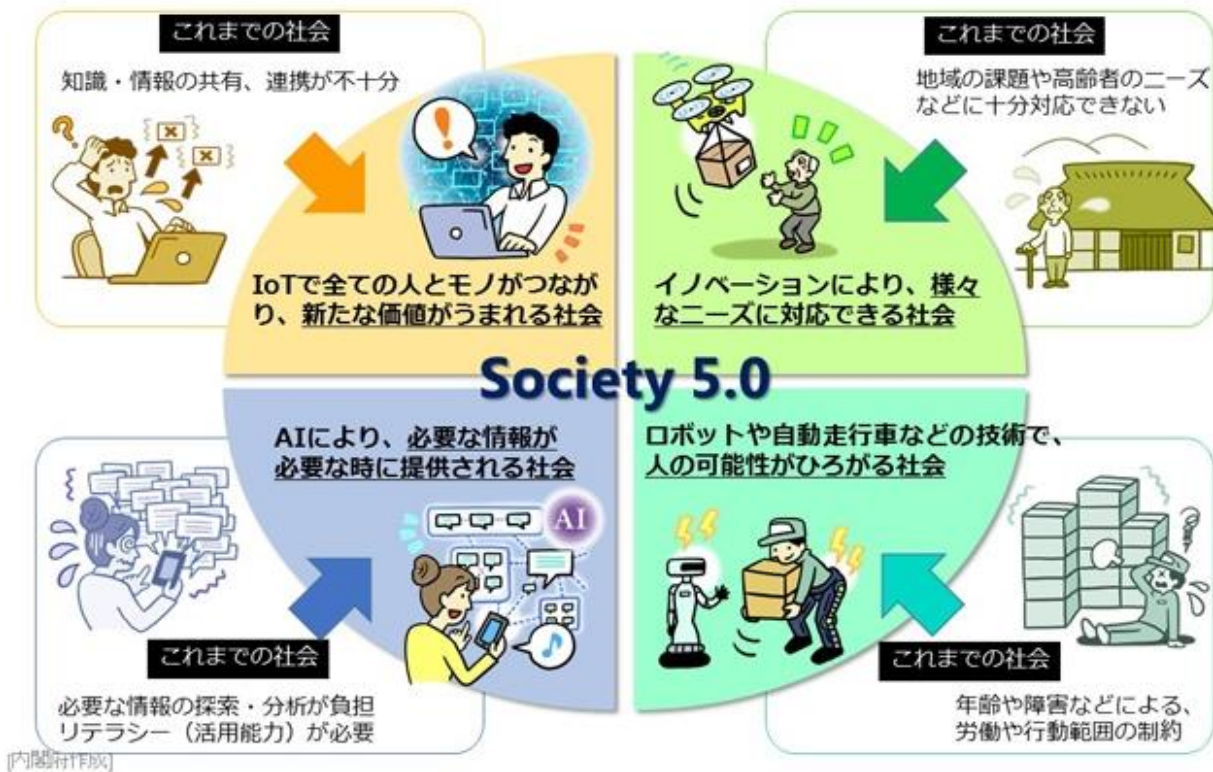 これまでの社会
知識・情報の共有、連携が不十分
IoTで全ての人とモノがつなが
り、新たな価値がうまれる社会
これまでの社会
地域の課題や高齢者のニーズ
などに十分対応できない
イノベーションにより、様々
なニーズに対応できる社会
Society 5.0
AIにより、必要な情報が
必要な時に提供される社会
AI
これまでの社会
必要な情報の探索・分析が負担
リテラシー（活用能力）が必要
ロボットや自動走行車などの技術で、
人の可能性がひろがる社会
これまでの社会
年齢や障害などによる、
労働や行動範囲の制約
[内閣府作成]